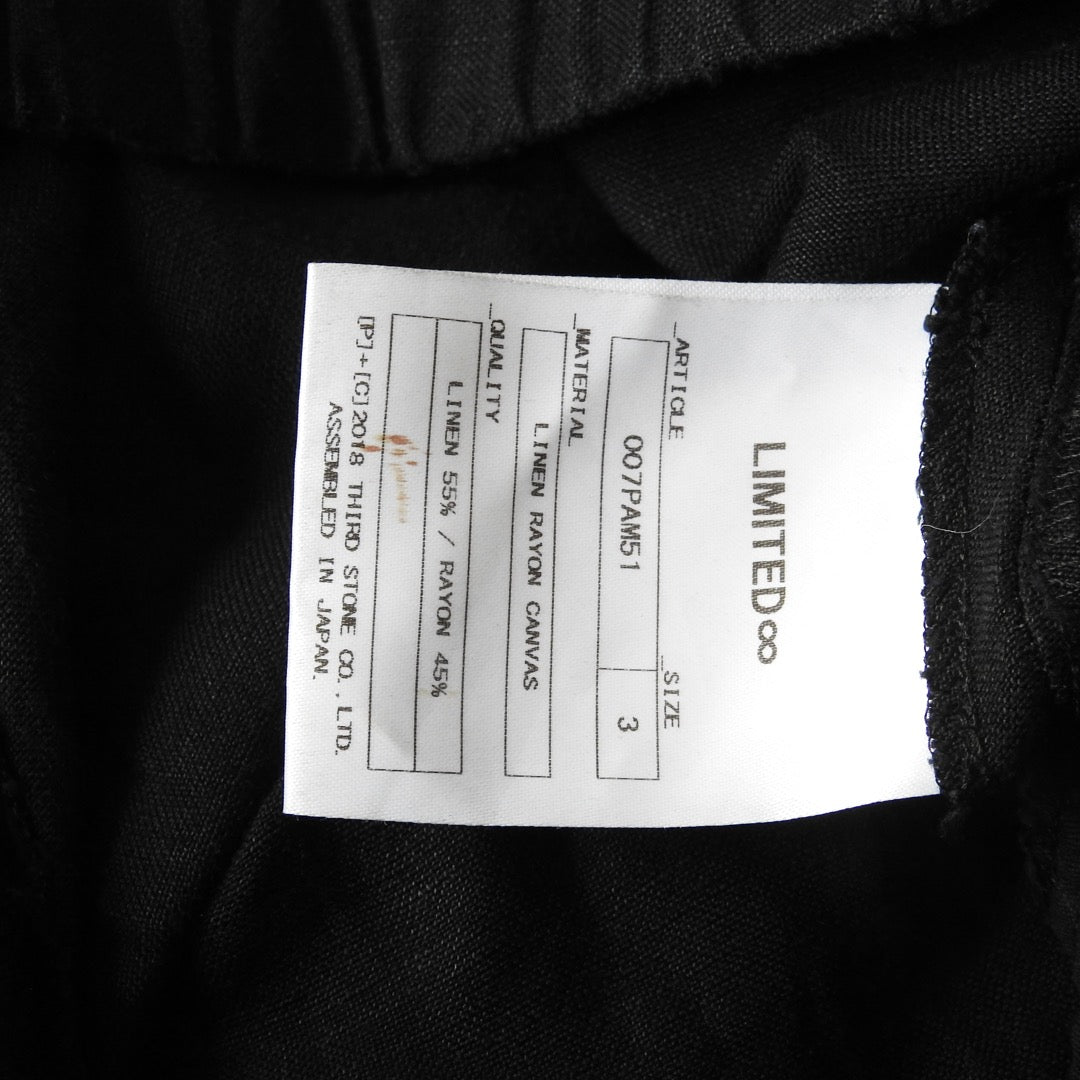 LIMITED∞
_ARTICLE _SIZE
007PAM51 3
_MATERIAL
LINEN RAYON CANVAS
_QUALITY
LINEN 55% / RAYON 45%
[P]+[C]2018 THIRD STONE CO.,LTD.
ASSEMBLED IN JAPAN.